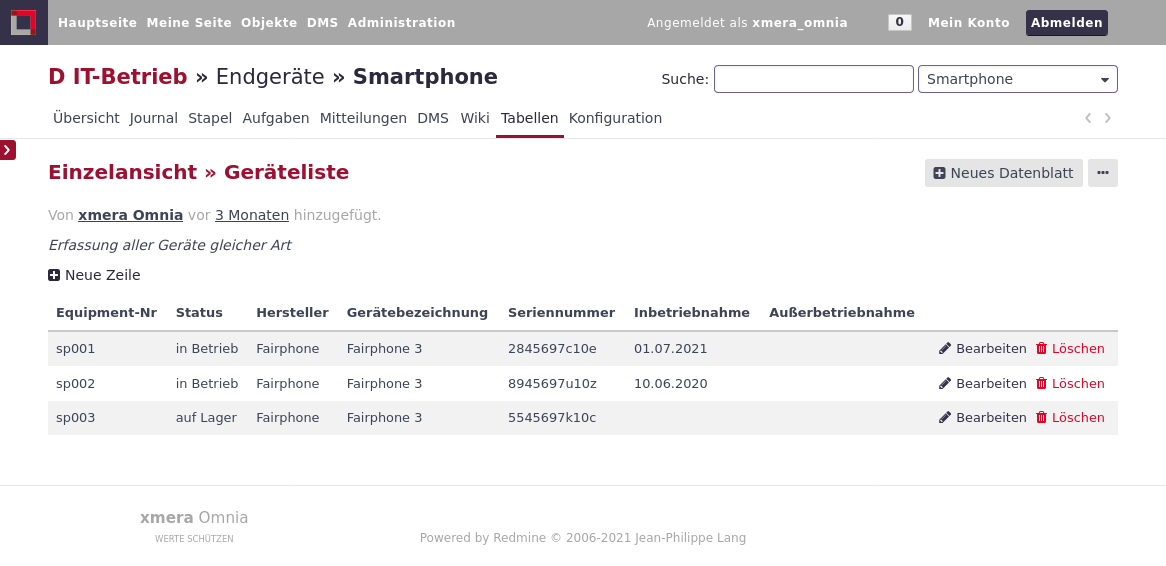 Hauptseite Meine Seite Objekte DMS Administration Angemeldet als xmera_omnia 0 Mein Konto Abmelden
D IT-Betrieb » Endgeräte » Smartphone Suche: Smartphone
Übersicht Journal Stapel Aufgaben Mitteilungen DMS Wiki Tabellen Konfiguration
Einzelansicht » Geräteliste Neues Datenblatt
Von xmera Omnia vor 3 Monaten hinzugefügt.
Erfassung aller Geräte gleicher Art
Neue Zeile
Equipment-Nr Status Hersteller Gerätebezeichnung Seriennummer Inbetriebnahme Außerbetriebnahme
sp001 in Betrieb Fairphone Fairphone 3 2845697c10e 01.07.2021 Bearbeiten Löschen
sp002 in Betrieb Fairphone Fairphone 3 8945697u10z 10.06.2020 Bearbeiten Löschen
sp003 auf Lager Fairphone Fairphone 3 5545697k10c Bearbeiten Löschen
xmera Omnia
WERTE SCHÜTZEN
Powered by Redmine © 2006-2021 Jean-Philippe Lang